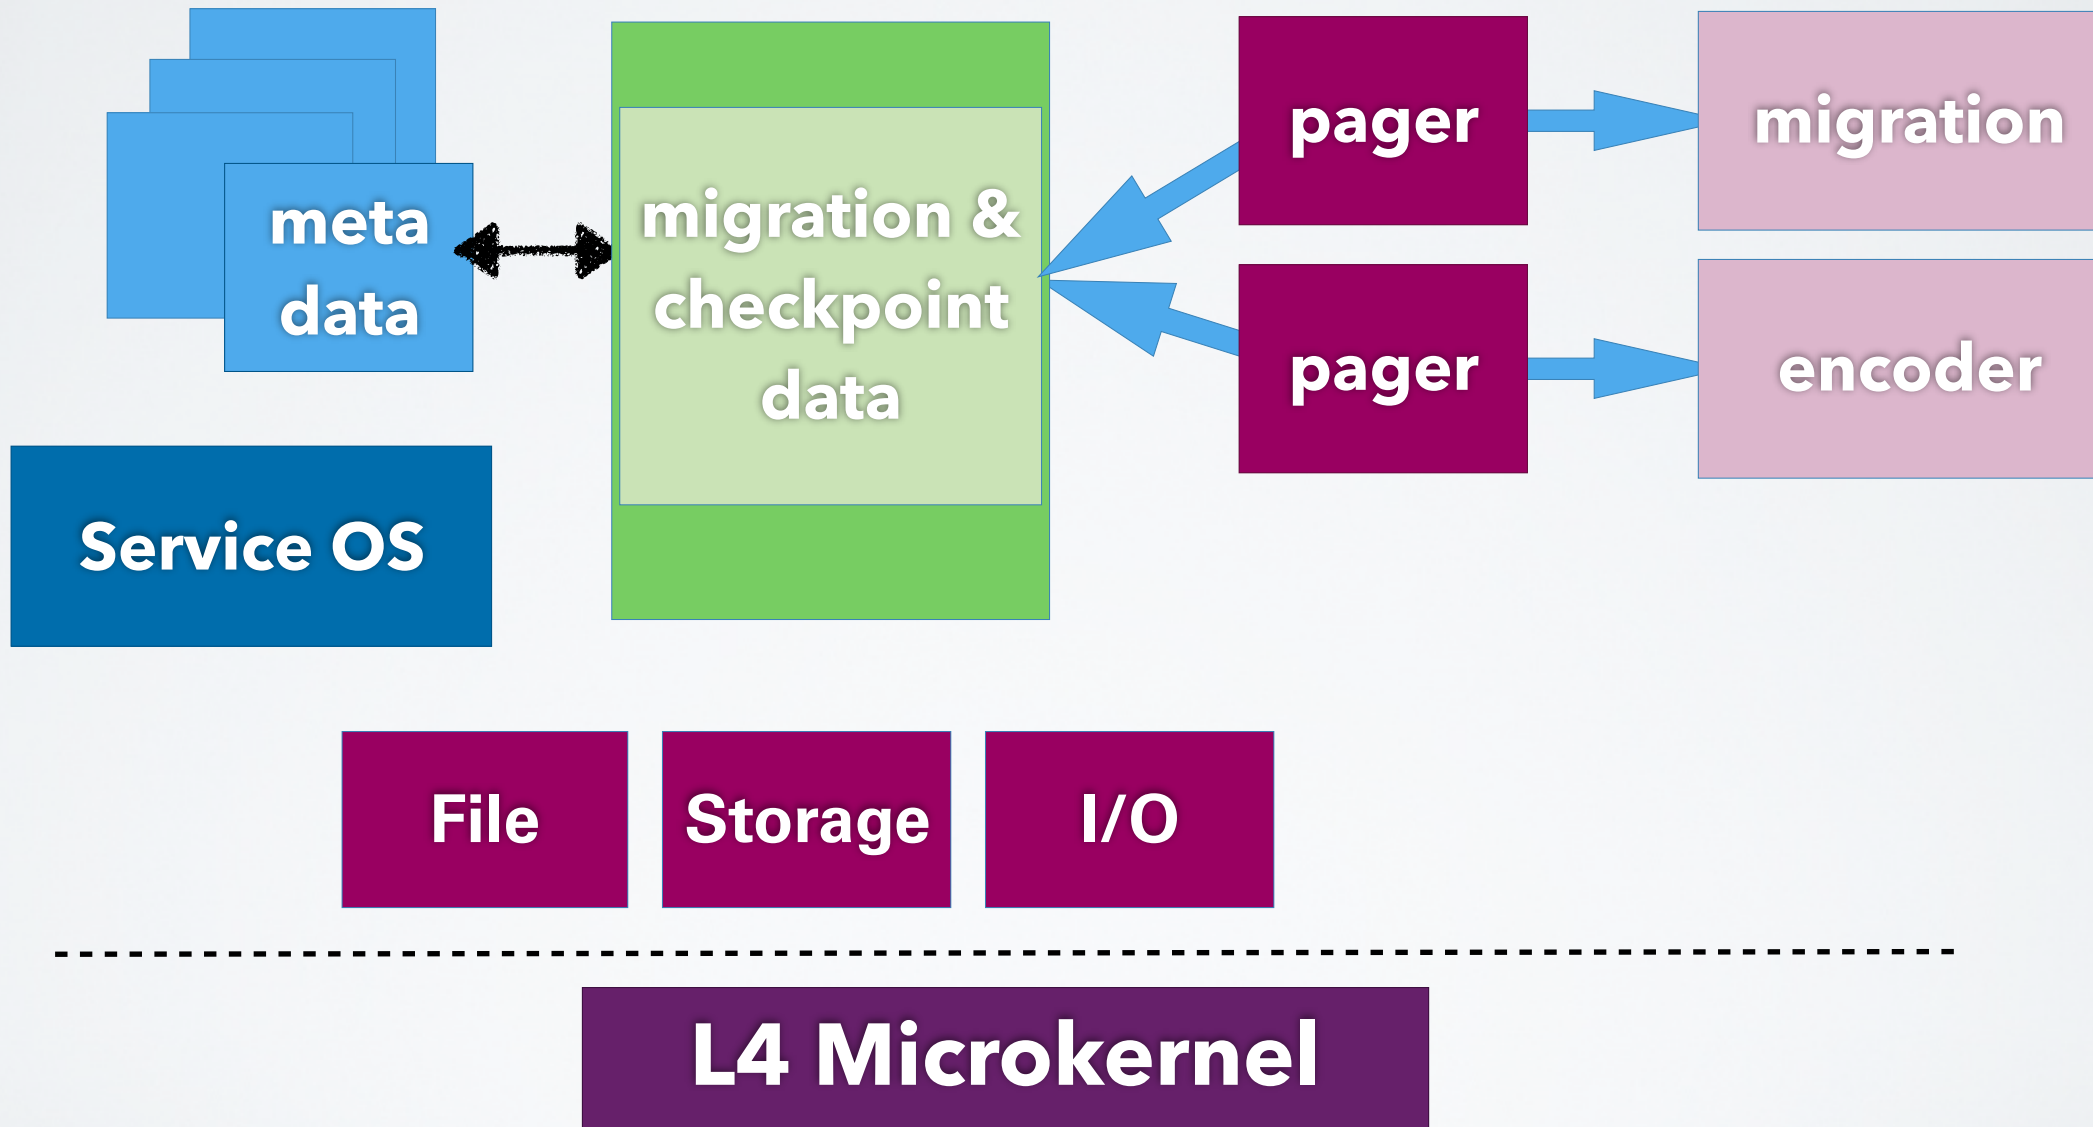 meta
data
migration &
checkpoint
data
pager
migration
pager
encoder
Service OS
File
Storage
I/O
L4 Microkernel